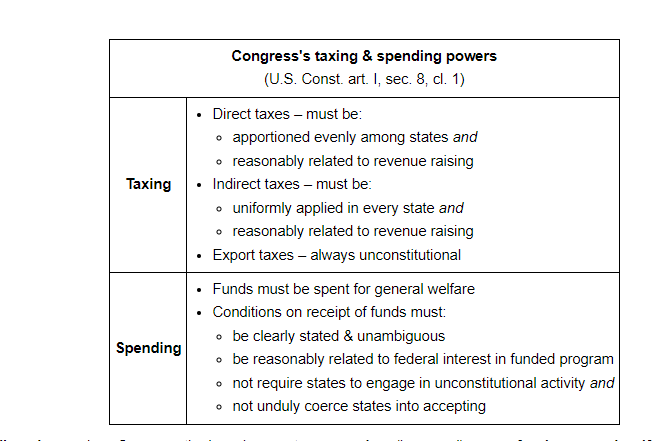 Congress's taxing & spending powers
(U.S. Const. art. I, sec. 8, cl. 1)
Taxing
• Direct taxes – must be:
◦ apportioned evenly among states and
◦ reasonably related to revenue raising
• Indirect taxes – must be:
◦ uniformly applied in every state and
◦ reasonably related to revenue raising
• Export taxes – always unconstitutional
Spending
• Funds must be spent for general welfare
• Conditions on receipt of funds must:
◦ be clearly stated & unambiguous
◦ be reasonably related to federal interest in funded program
◦ not require states to engage in unconstitutional activity and
◦ not unduly coerce states into accepting